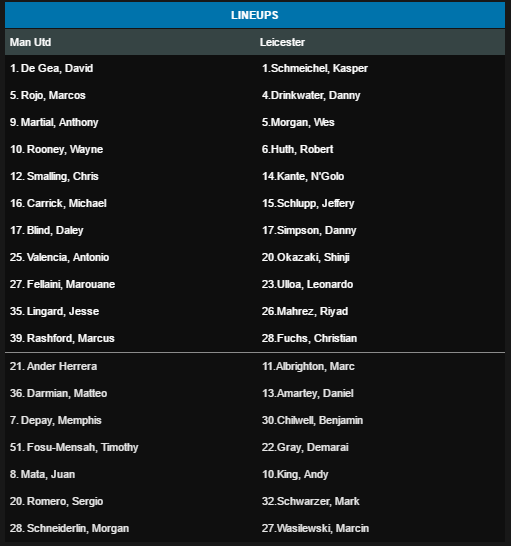 LINEUPS
Man Utd Leicester
1. De Gea, David 1.Schmeichel, Kasper
5. Rojo, Marcos 4.Drinkwater, Danny
9. Martial, Anthony 5.Morgan, Wes
10. Rooney, Wayne 6.Huth, Robert
12. Smalling, Chris 14.Kante, N'Golo
16. Carrick, Michael 15.Schlupp, Jeffery
17. Blind, Daley 17.Simpson, Danny
25. Valencia, Antonio 20.Okazaki, Shinji
27. Fellaini, Marouane 23.Ulloa, Leonardo
35. Lingard, Jesse 26.Mahrez, Riyad
39. Rashford, Marcus 28.Fuchs, Christian
21. Ander Herrera 11.Albrighton, Marc
36. Darmian, Matteo 13.Amartey, Daniel
7. Depay, Memphis 30.Chilwell, Benjamin
51. Fosu-Mensah, Timothy 22.Gray, Demarai
8. Mata, Juan 10.King, Andy
20. Romero, Sergio 32.Schwarzer, Mark
28. Schneiderlin, Morgan 27.Wasilewski, Marcin